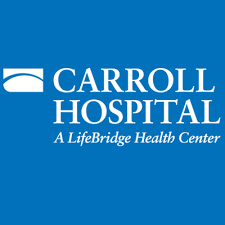 CARROLL
HOSPITAL
A LifeBridge Health Center